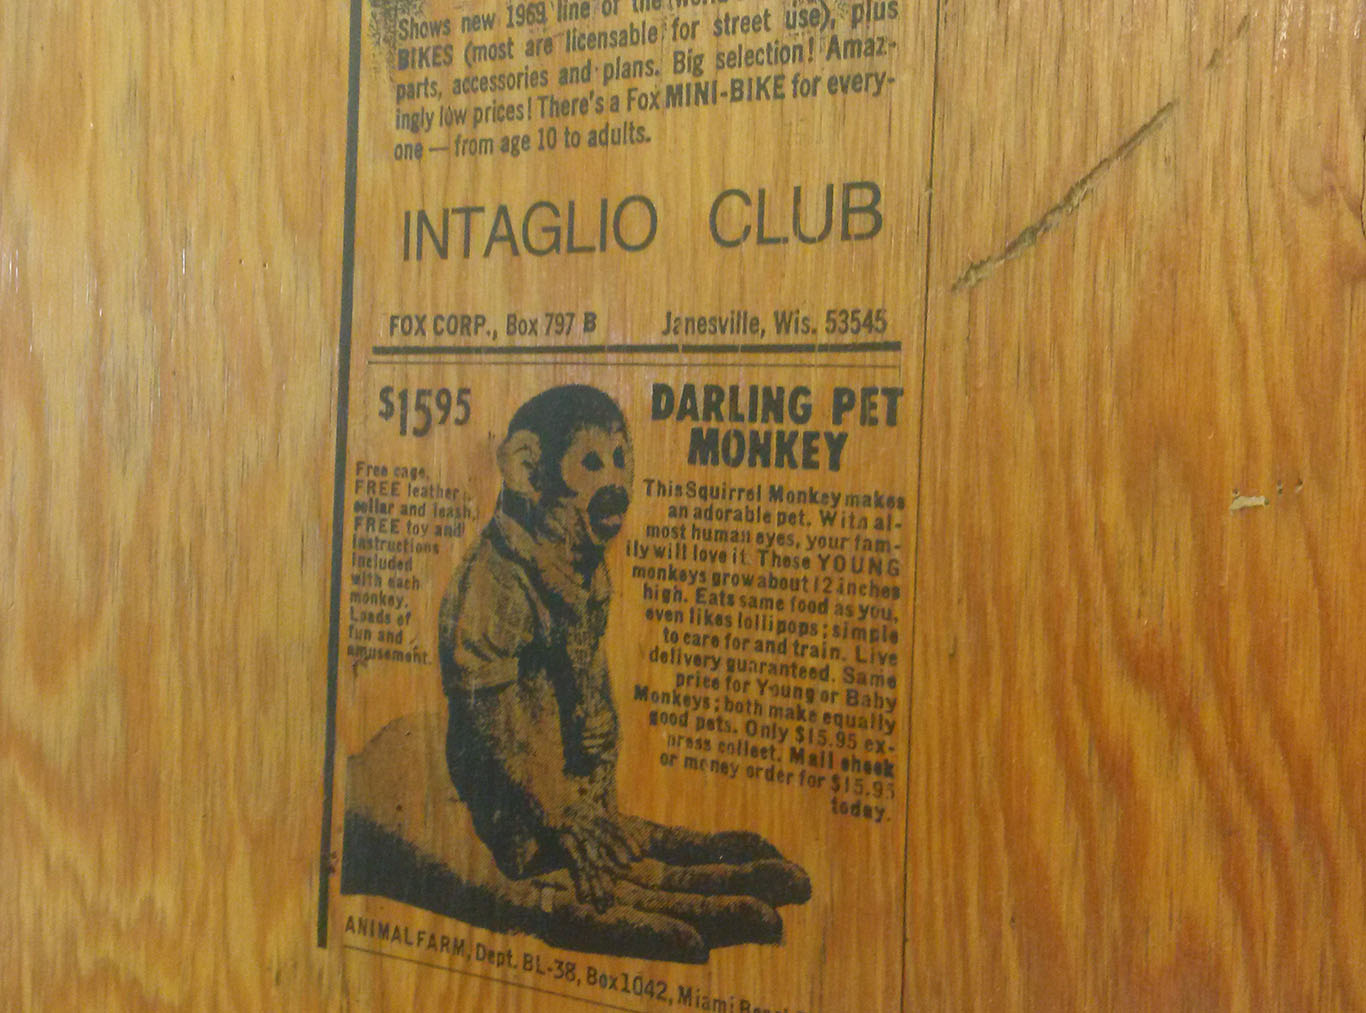 Shows new 1969 line of the
BIKES (most are licensable for street use), plus
parts, accessories and plans. Big selection! Amaz-
ingly low prices! There's a Fox MINI-BIKE for every-
one — from age 10 to adults.
INTAGLIO CLUB
FOX CORP., Box 797 B Janesville, Wis. 53545
$1595
Free cage,
FREE leather
collar and leash,
FREE toy and
instructions
included
with each
monkey.
Loads of
fun and
amusement.
DARLING PET
MONKEY
This Squirrel Monkey makes
an adorable pet. With al-
most human eyes, your fam-
ily will love it. These YOUNG
monkeys grow about 12 inches
high. Eats same food as you,
even likes lollipops; simple
to care for and train. Live
delivery guaranteed. Same
price for Young or Baby
Monkeys; both make equally
good pets. Only $15.95 ex-
press collect. Mail check
or money order for $15.95
today.
ANIMAL FARM, Dept. BL-38, Box 1042, Miami